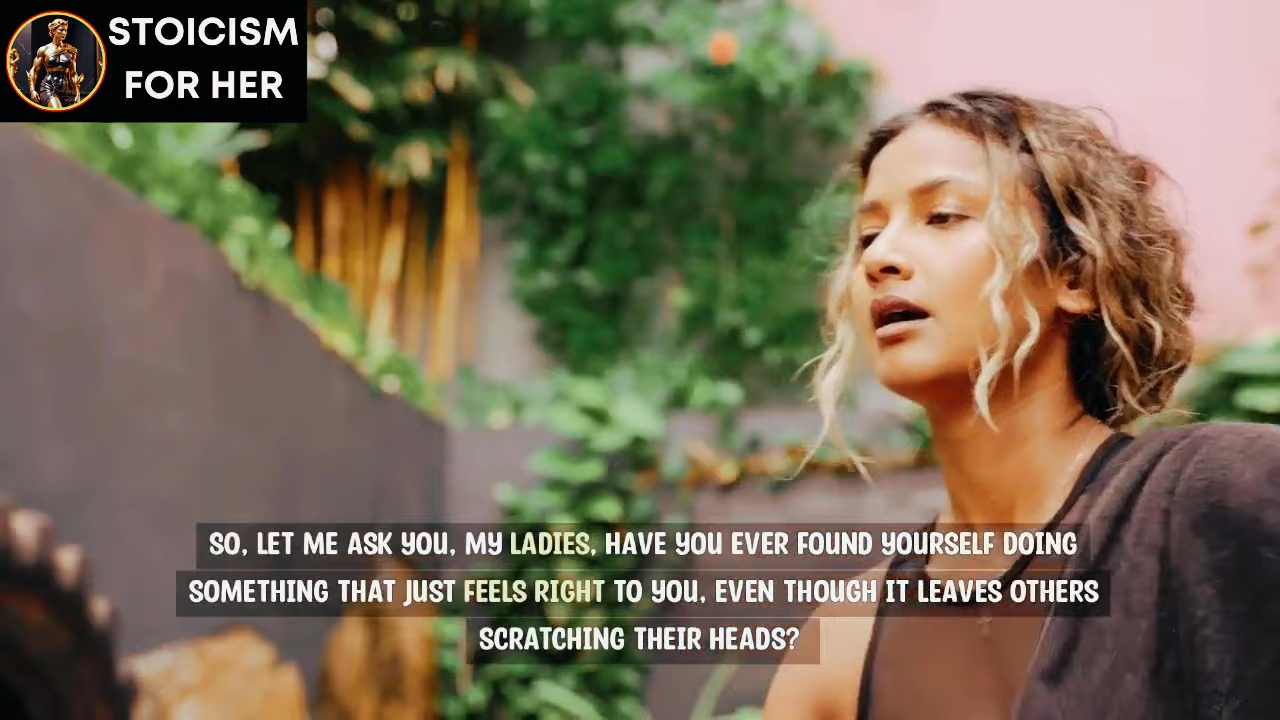 STOICISM
FOR HER
SO, LET ME ASK YOU, MY LADIES, HAVE YOU EVER FOUND YOURSELF DOING
SOMETHING THAT JUST FEELS RIGHT TO YOU, EVEN THOUGH IT LEAVES OTHERS
SCRATCHING THEIR HEADS?